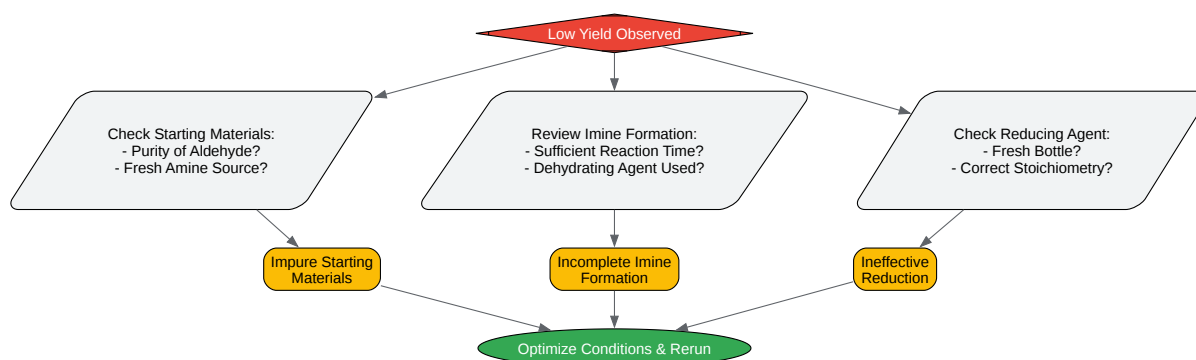 Low Yield Observed
Check Starting Materials:
- Purity of Aldehyde?
- Fresh Amine Source?
Review Imine Formation:
- Sufficient Reaction Time?
- Dehydrating Agent Used?
Check Reducing Agent:
- Fresh Bottle?
- Correct Stoichiometry?
Impure Starting
Materials
Incomplete Imine
Formation
Ineffective
Reduction
Optimize Conditions & Rerun